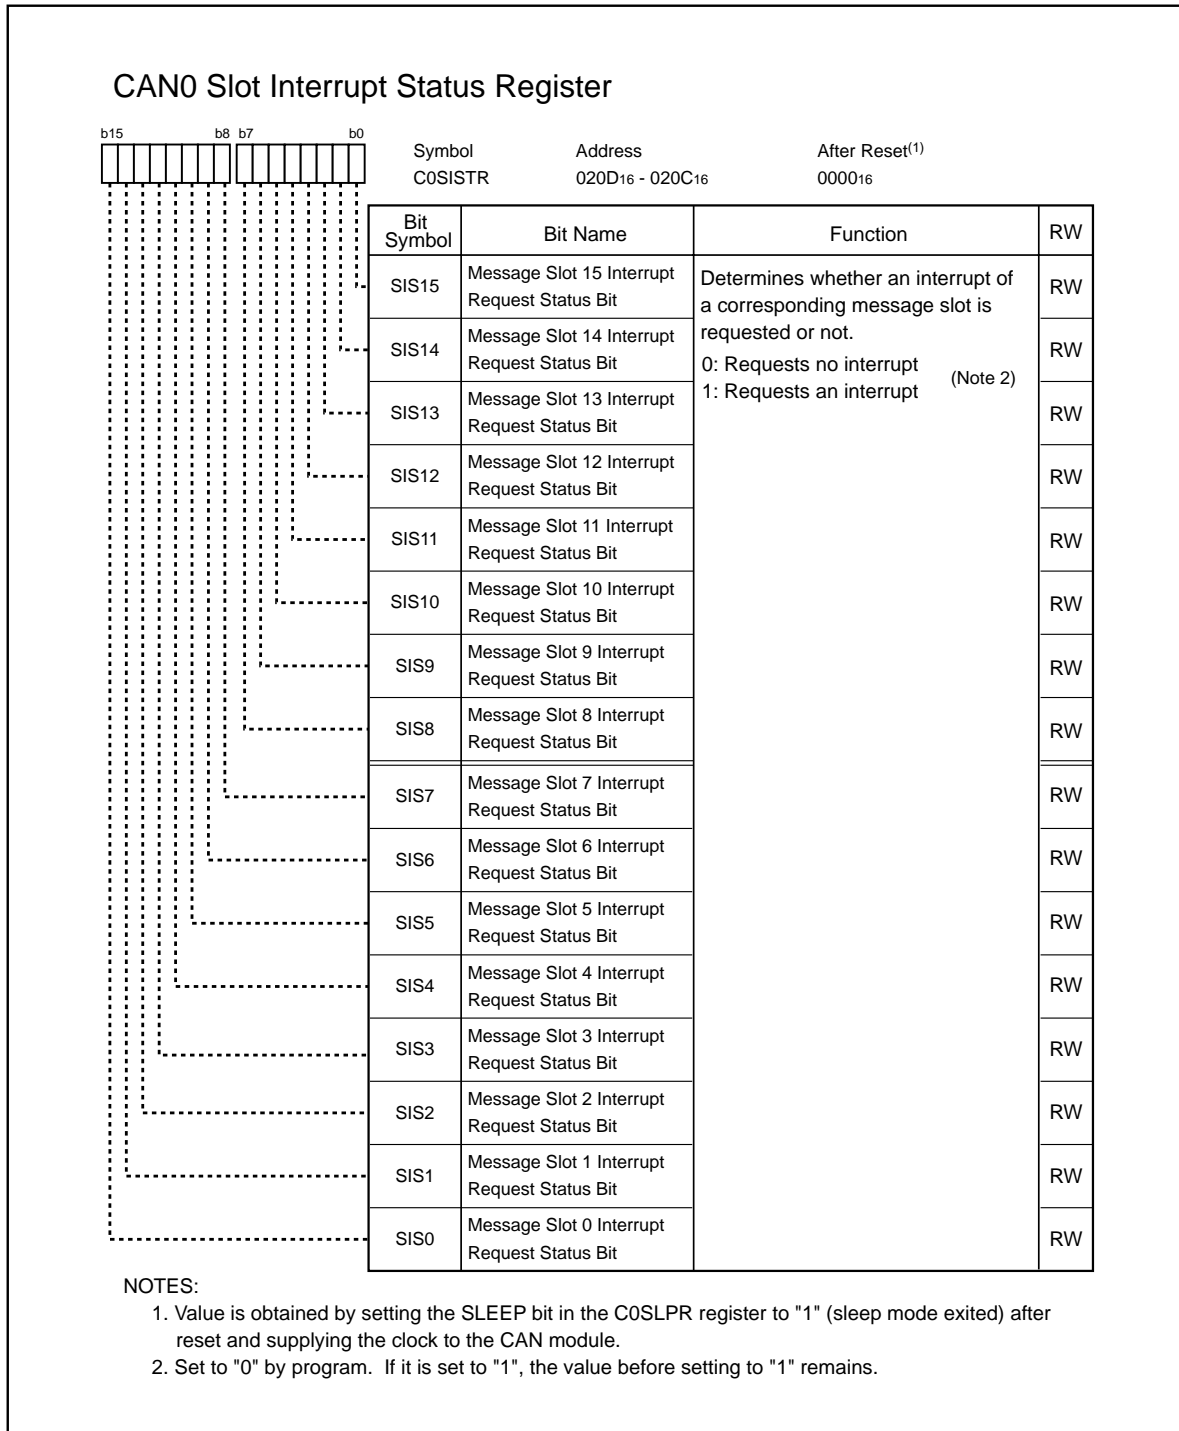 CAN0 Slot Interrupt Status Register
b15 b8 b7 b0
Symbol Address After Reset(1)
C0SISTR 020D16 - 020C16 000016
Bit Symbol Bit Name Function RW
SIS15 Message Slot 15 Interrupt Request Status Bit RW
Determines whether an interrupt of
a corresponding message slot is
requested or not.
0: Requests no interrupt
1: Requests an interrupt
(Note 2)
SIS14 Message Slot 14 Interrupt Request Status Bit RW
SIS13 Message Slot 13 Interrupt Request Status Bit RW
SIS12 Message Slot 12 Interrupt Request Status Bit RW
SIS11 Message Slot 11 Interrupt Request Status Bit RW
SIS10 Message Slot 10 Interrupt Request Status Bit RW
SIS9 Message Slot 9 Interrupt Request Status Bit RW
SIS8 Message Slot 8 Interrupt Request Status Bit RW
SIS7 Message Slot 7 Interrupt Request Status Bit RW
SIS6 Message Slot 6 Interrupt Request Status Bit RW
SIS5 Message Slot 5 Interrupt Request Status Bit RW
SIS4 Message Slot 4 Interrupt Request Status Bit RW
SIS3 Message Slot 3 Interrupt Request Status Bit RW
SIS2 Message Slot 2 Interrupt Request Status Bit RW
SIS1 Message Slot 1 Interrupt Request Status Bit RW
SIS0 Message Slot 0 Interrupt Request Status Bit RW
NOTES:
1. Value is obtained by setting the SLEEP bit in the C0SLPR register to "1" (sleep mode exited) after
reset and supplying the clock to the CAN module.
2. Set to "0" by program. If it is set to "1", the value before setting to "1" remains.